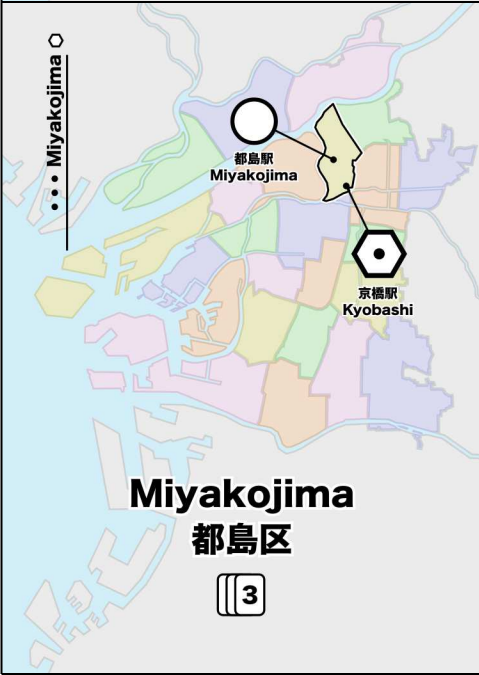 ••• Miyakojima
都島駅
Miyakojima
京橋駅
Kyobashi
Miyakojima
都島区
3